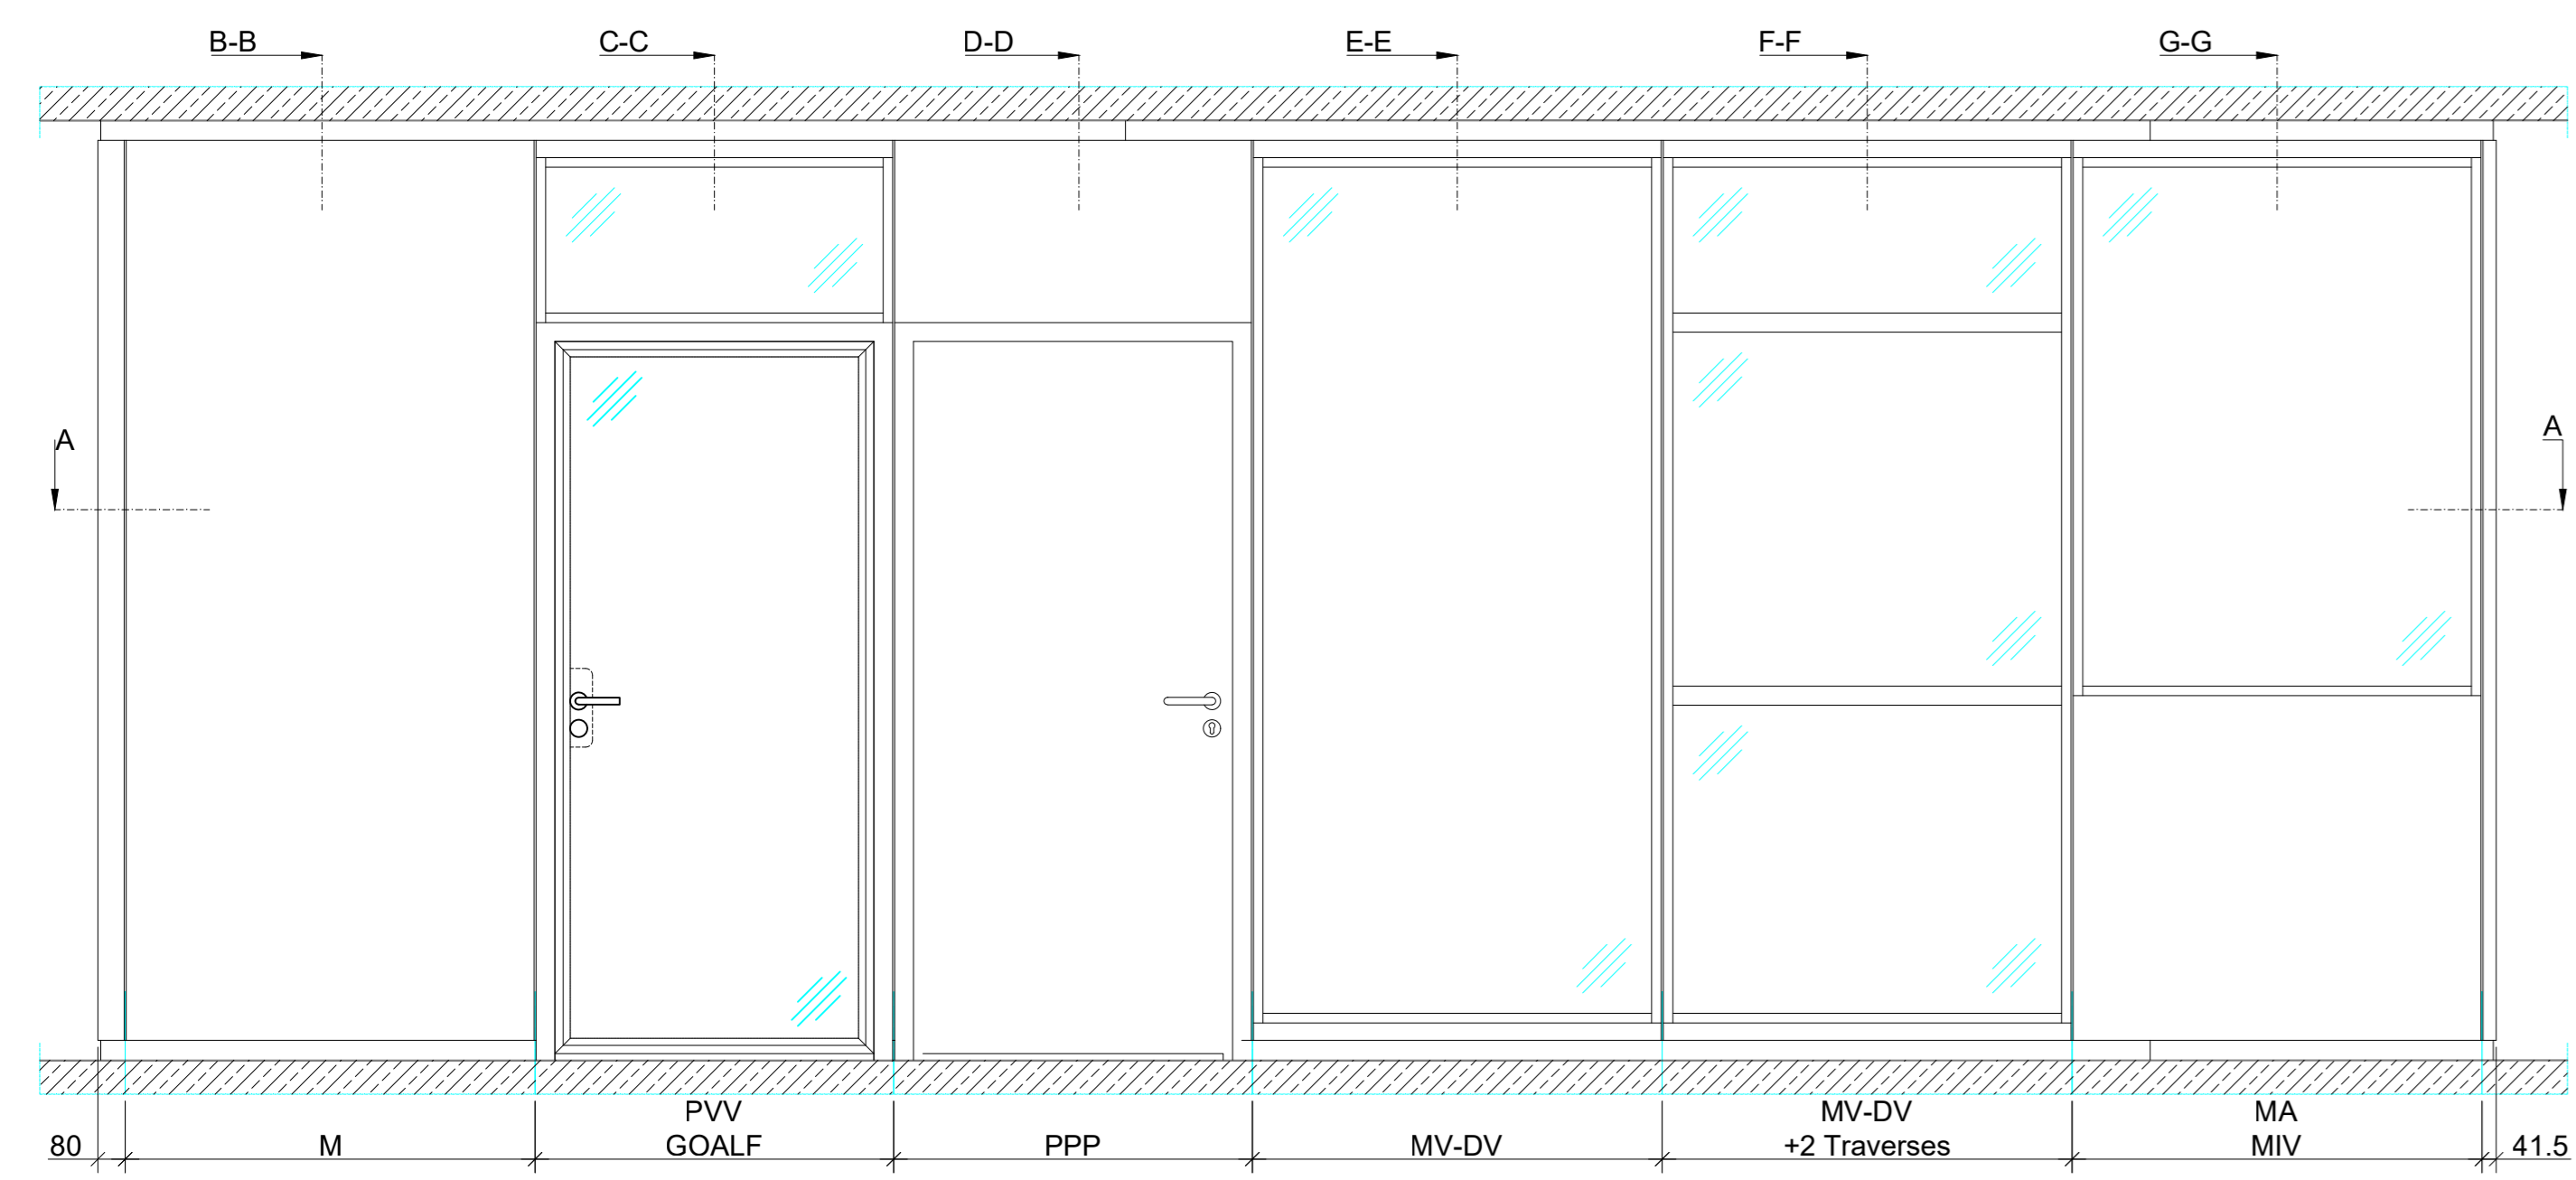 B-B
C-C
D-D
E-E
F-F
G-G
A
A
80
M
PVV
GOALF
PPP
MV-DV
MV-DV
+2 Traverses
MA
MIV
41.5